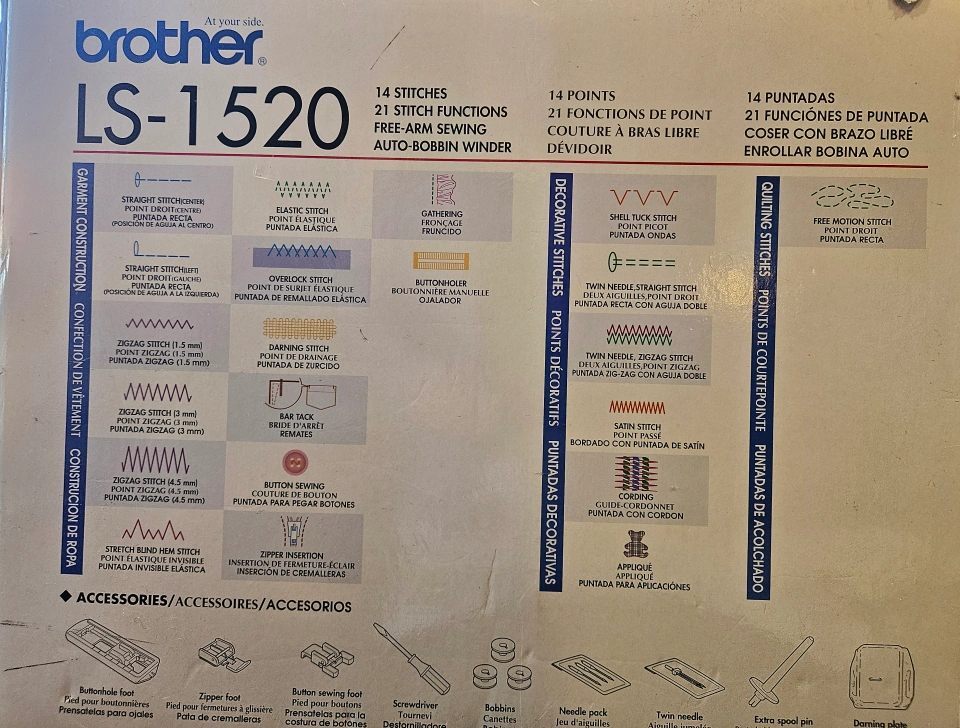 At your side.
brother®
LS-1520
14 STITCHES
21 STITCH FUNCTIONS
FREE-ARM SEWING
AUTO-BOBBIN WINDER
14 POINTS
21 FONCTIONS DE POINT
COUTURE À BRAS LIBRE
DÉVIDOIR
14 PUNTADAS
21 FUNCIÓNES DE PUNTADA
COSER CON BRAZO LIBRÉ
ENROLLAR BOBINA AUTO
GARMENT CONSTRUCTION CONFECTION DE VÈTEMENT CONSTRUCION DE ROPA
STRAIGHT STITCH(CENTER)
POINT DROIT(CENTRE)
PUNTADA RECTA
(POSICIÓN DE AGUJA AL CENTRO)
STRAIGHT STITCH(LEFT)
POINT DROIT(GAUCHE)
PUNTADA RECTA
(POSICIÓN DE AGUJA A LA IZQUIERDA)
ZIGZAG STITCH (1.5 mm)
POINT ZIGZAG (1.5 mm)
PUNTADA ZIGZAG (1.5 mm)
ZIGZAG STITCH (3 mm)
POINT ZIGZAG (3 mm)
PUNTADA ZIGZAG (3 mm)
ZIGZAG STITCH (4.5 mm)
POINT ZIGZAG (4.5 mm)
PUNTADA ZIGZAG (4.5 mm)
STRETCH BLIND HEM STITCH
POINT ÉLASTIQUE INVISIBLE
PUNTADA INVISIBLE ELÁSTICA
ELASTIC STITCH
POINT ÉLASTIQUE
PUNTADA ELÁSTICA
OVERLOCK STITCH
POINT DE SURJET ÉLASTIQUE
PUNTADA DE REMALLADO ELÁSTICA
DARNING STITCH
POINT DE DRAINAGE
PUNTADA DE ZURCIDO
BAR TACK
BRIDE D'ARRÊT
REMATES
BUTTON SEWING
COUTURE DE BOUTON
PUNTADA PARA PEGAR BOTONES
ZIPPER INSERTION
INSERTION DE FERMETURE-ÉCLAIR
INSERCIÓN DE CREMALLERAS
GATHERING
FRONÇAGE
FRUNCIDO
BUTTONHOLER
BOUTONNIÈRE MANUELLE
OJALADOR
DECORATIVE STITCHES POINTS DÉCORATIFS PUNTADAS DECORATIVAS
SHELL TUCK STITCH
POINT PICOT
PUNTADA ONDAS
TWIN NEEDLE,STRAIGHT STITCH
DEUX AIGUILLES,POINT DROIT
PUNTADA RECTA CON AGUJA DOBLE
TWIN NEEDLE, ZIGZAG STITCH
DEUX AIGUILLES,POINT ZIGZAG
PUNTADA ZIG-ZAG CON AGUJA DOBLE
SATIN STITCH
POINT PASSÉ
BORDADO CON PUNTADA DE SATÍN
CORDING
GUIDE-CORDONNET
PUNTADA CON CORDON
APPLIQUÉ
APPLIQUÉ
PUNTADA PARA APLICACIÓNES
QUILTING STITCHES POINTS DE COURTEPOINTE PUNTADAS DE ACOLCHADO
FREE MOTION STITCH
POINT DROIT
PUNTADA RECTA
◆ ACCESSORIES/ACCESSOIRES/ACCESORIOS
Buttonhole foot
Pied pour boutonnières
Prensatelas para ojales
Zipper foot
Pied pour fermetures à glissière
Pata de cremalleras
Button sewing foot
Pied pour boutons
Prensatelas para la
costura de botones
Screwdriver
Tournevi
Destornilladore
Bobbins
Canettes
Needle pack
Jeu d'aiguilles
Twin needle
Aiguille jumelée
Extra spool pin
Darning plate